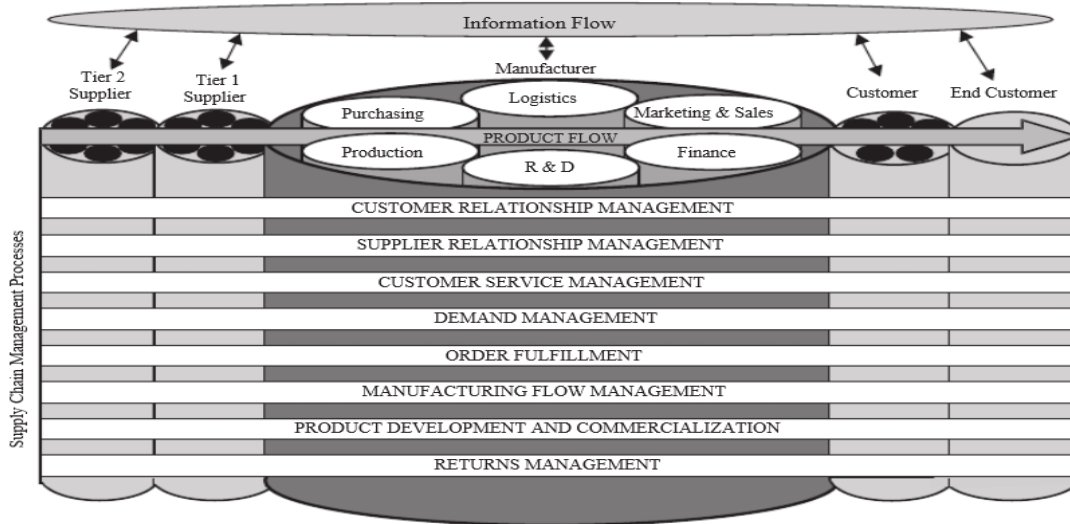 Information Flow
Tier 2
Supplier
Tier 1
Supplier
Manufacturer
Customer
End Customer
Logistics
Purchasing
Marketing & Sales
PRODUCT FLOW
Production
R & D
Finance
Supply Chain Management Processes
CUSTOMER RELATIONSHIP MANAGEMENT
SUPPLIER RELATIONSHIP MANAGEMENT
CUSTOMER SERVICE MANAGEMENT
DEMAND MANAGEMENT
ORDER FULFILLMENT
MANUFACTURING FLOW MANAGEMENT
PRODUCT DEVELOPMENT AND COMMERCIALIZATION
RETURNS MANAGEMENT